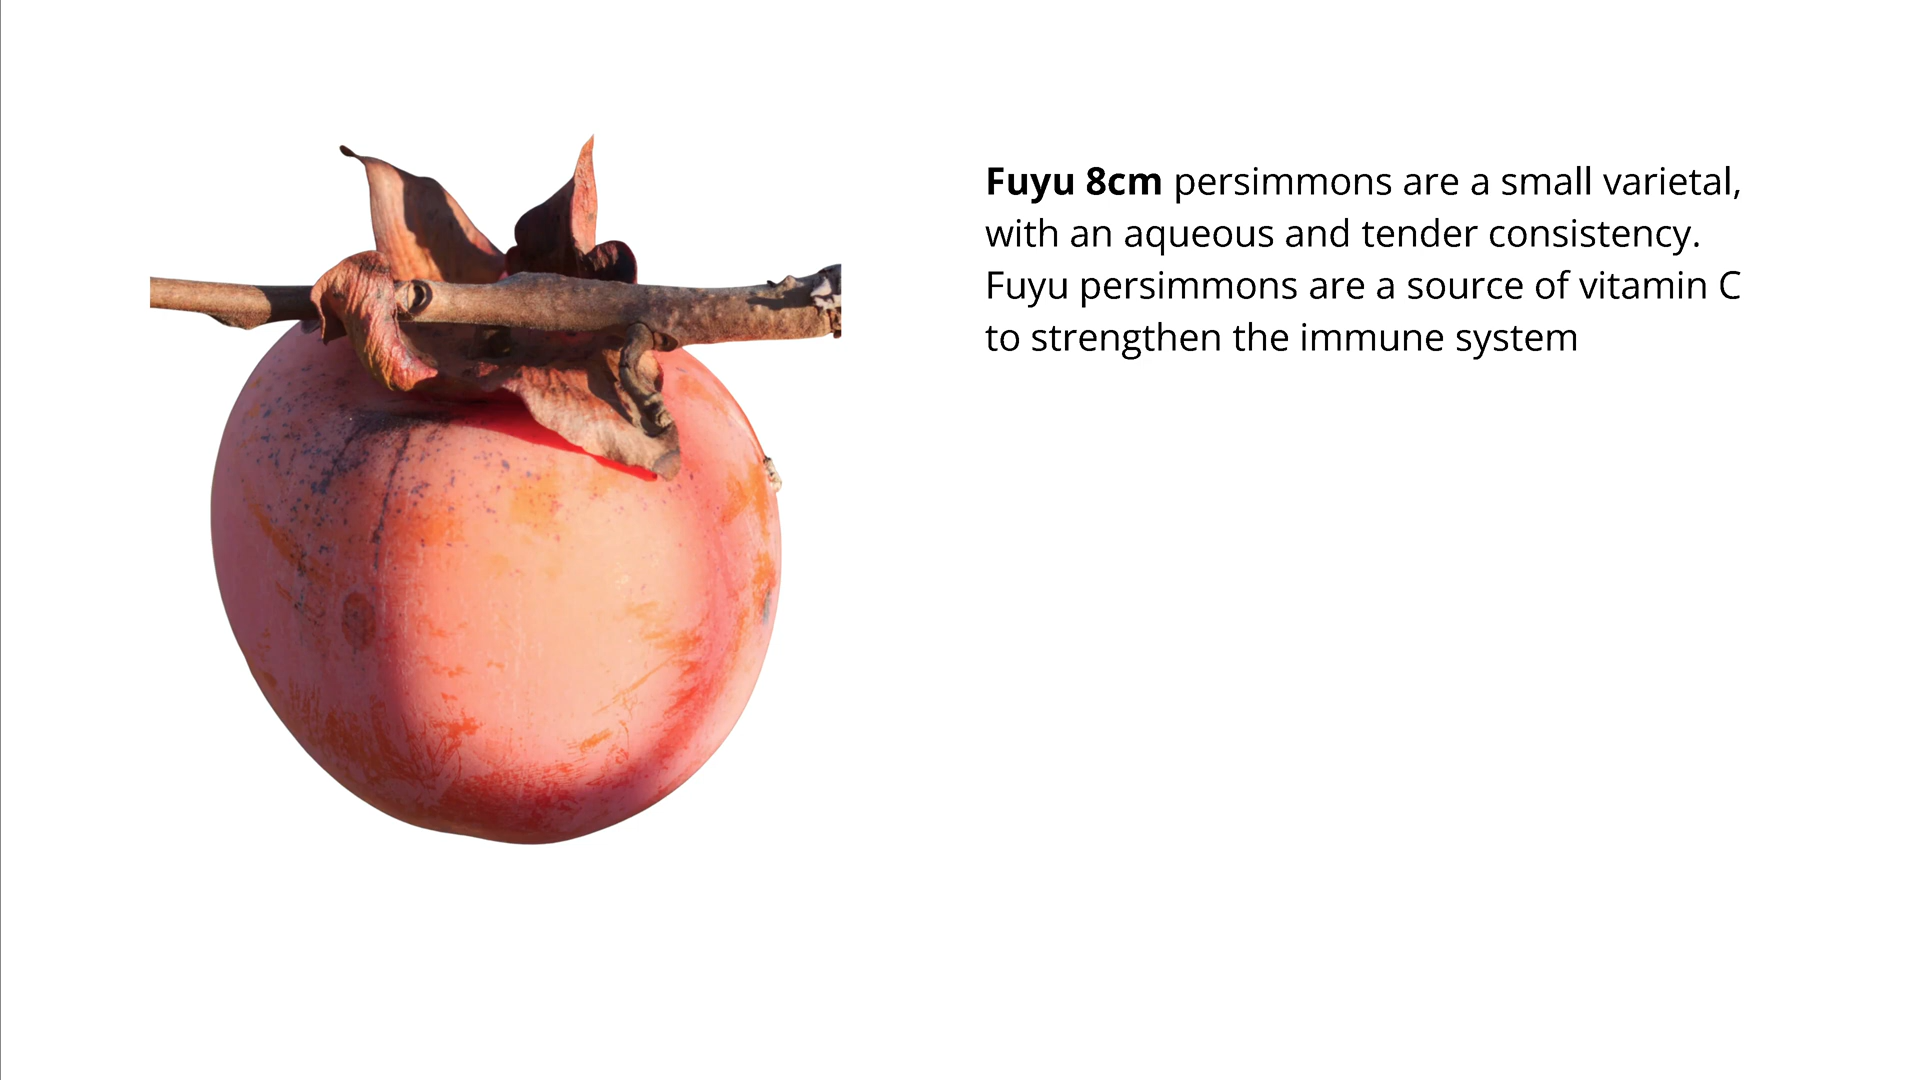 Fuyu 8cm persimmons are a small varietal,
with an aqueous and tender consistency.
Fuyu persimmons are a source of vitamin C
to strengthen the immune system